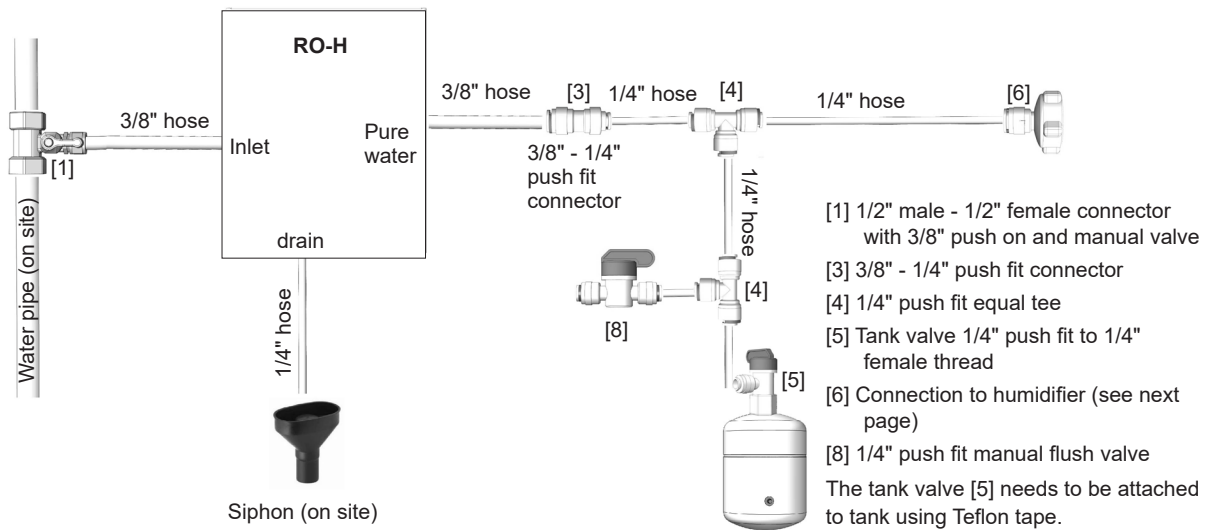 RO-H
3/8" hose
Inlet
Pure
water
drain
[1]
Water pipe (on site)
1/4" hose
Siphon (on site)
3/8" hose
[3]
3/8" - 1/4"
push fit
connector
1/4" hose
[4]
1/4" hose
[6]
1/4" hose
[4]
[8]
[5]
[1] 1/2" male - 1/2" female connector
with 3/8" push on and manual valve
[3] 3/8" - 1/4" push fit connector
[4] 1/4" push fit equal tee
[5] Tank valve 1/4" push fit to 1/4"
female thread
[6] Connection to humidifier (see next
page)
[8] 1/4" push fit manual flush valve
The tank valve [5] needs to be attached
to tank using Teflon tape.